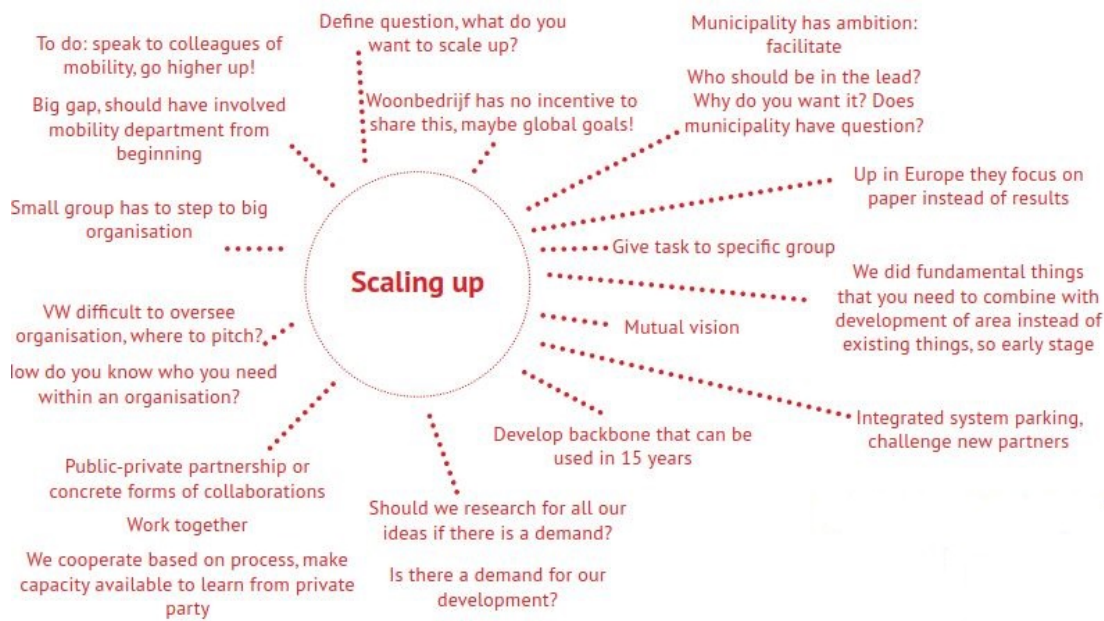 To do: speak to colleagues of
mobility, go higher up!
Big gap, should have involved
mobility department from
beginning
Small group has to step to big
organisation
VW difficult to oversee
organisation, where to pitch?
How do you know who you need
within an organisation?
Public-private partnership or
concrete forms of collaborations
Work together
We cooperate based on process, make
capacity available to learn from private
party
Define question, what do you
want to scale up?
Woonbedrijf has no incentive to
share this, maybe global goals!
Scaling up
Should we research for all our
ideas if there is a demand?
Is there a demand for our
development?
Develop backbone that can be
used in 15 years
Municipality has ambition:
facilitate
Who should be in the lead?
Why do you want it? Does
municipality have question?
Up in Europe they focus on
paper instead of results
Give task to specific group
We did fundamental things
that you need to combine with
development of area instead of
existing things, so early stage
Mutual vision
Integrated system parking,
challenge new partners